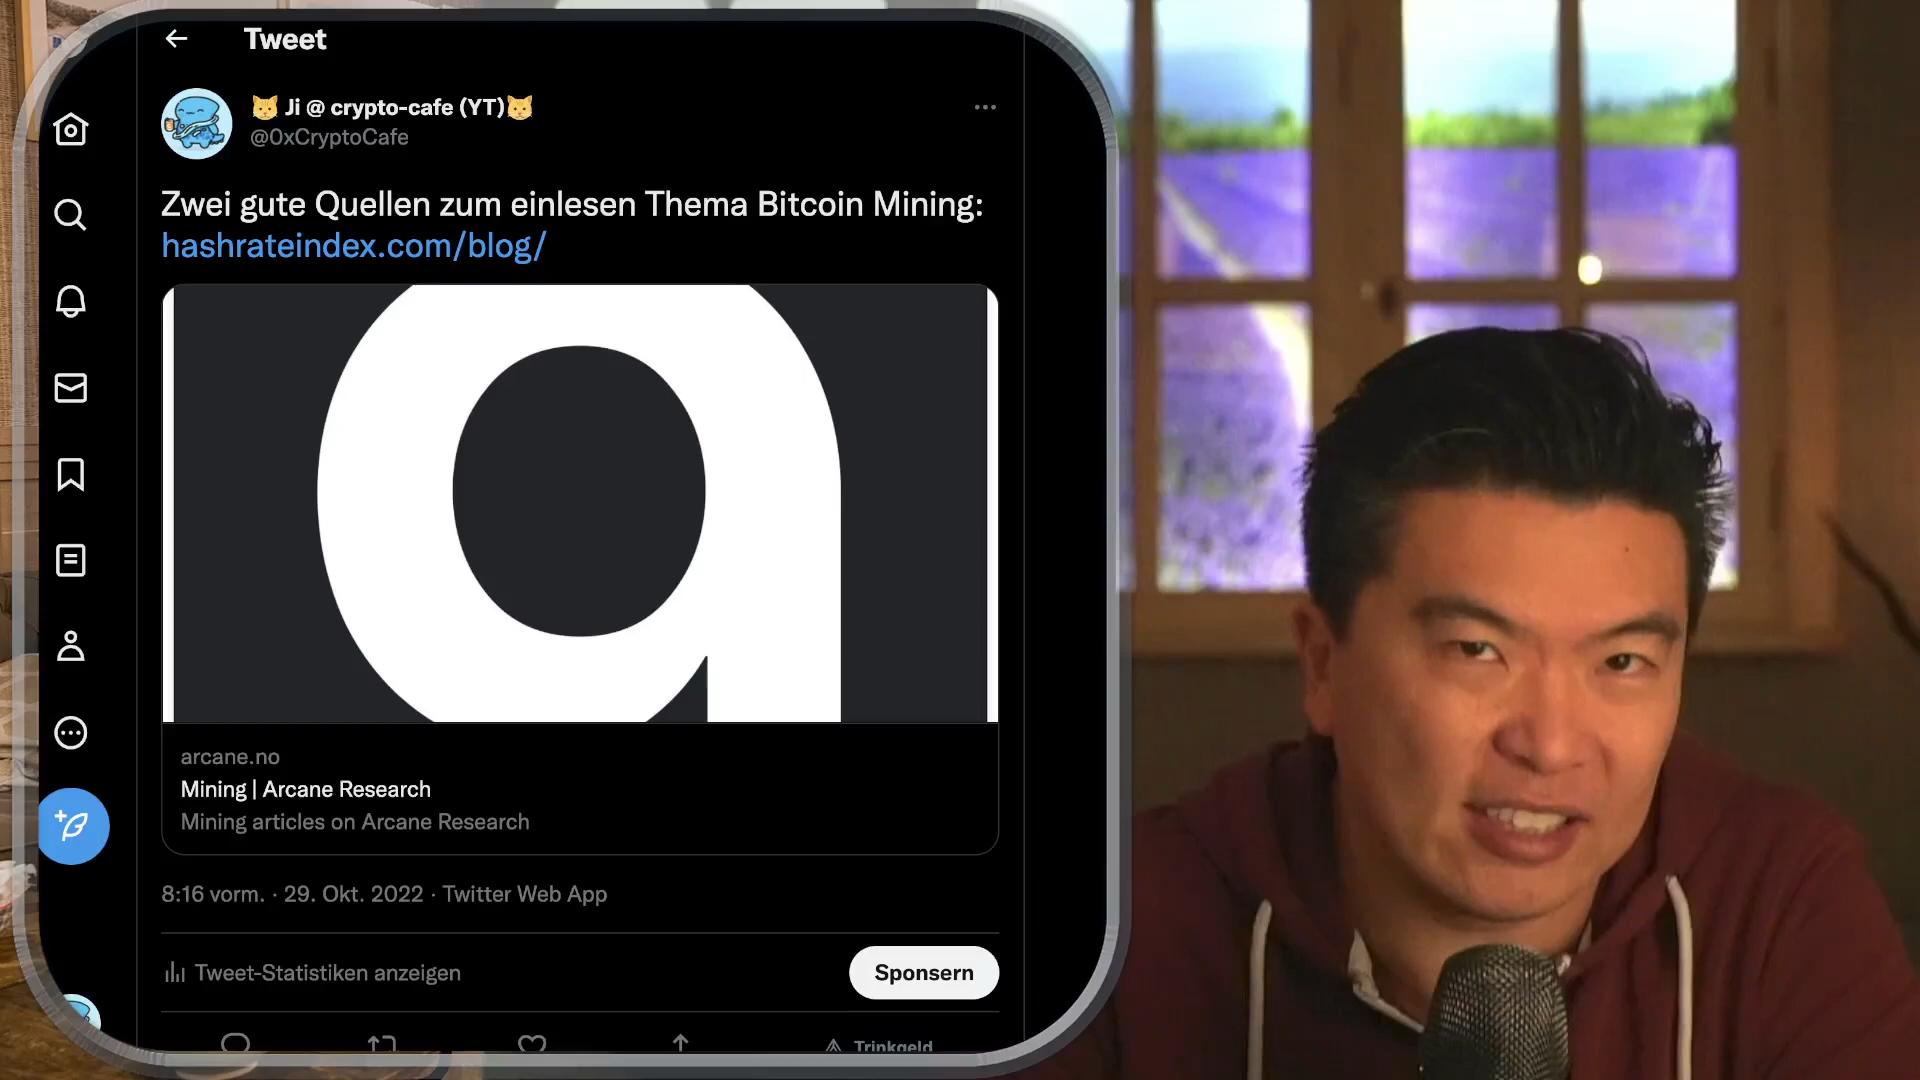 Tweet
Ji @ crypto-cafe (YT)
@0xCryptoCafe
Zwei gute Quellen zum einlesen Thema Bitcoin Mining:
hashrateindex.com/blog/
a
arcane.no
Mining | Arcane Research
Mining articles on Arcane Research
8:16 vorm. · 29. Okt. 2022 · Twitter Web App
Tweet-Statistiken anzeigen
Sponsern
Trinkgeld